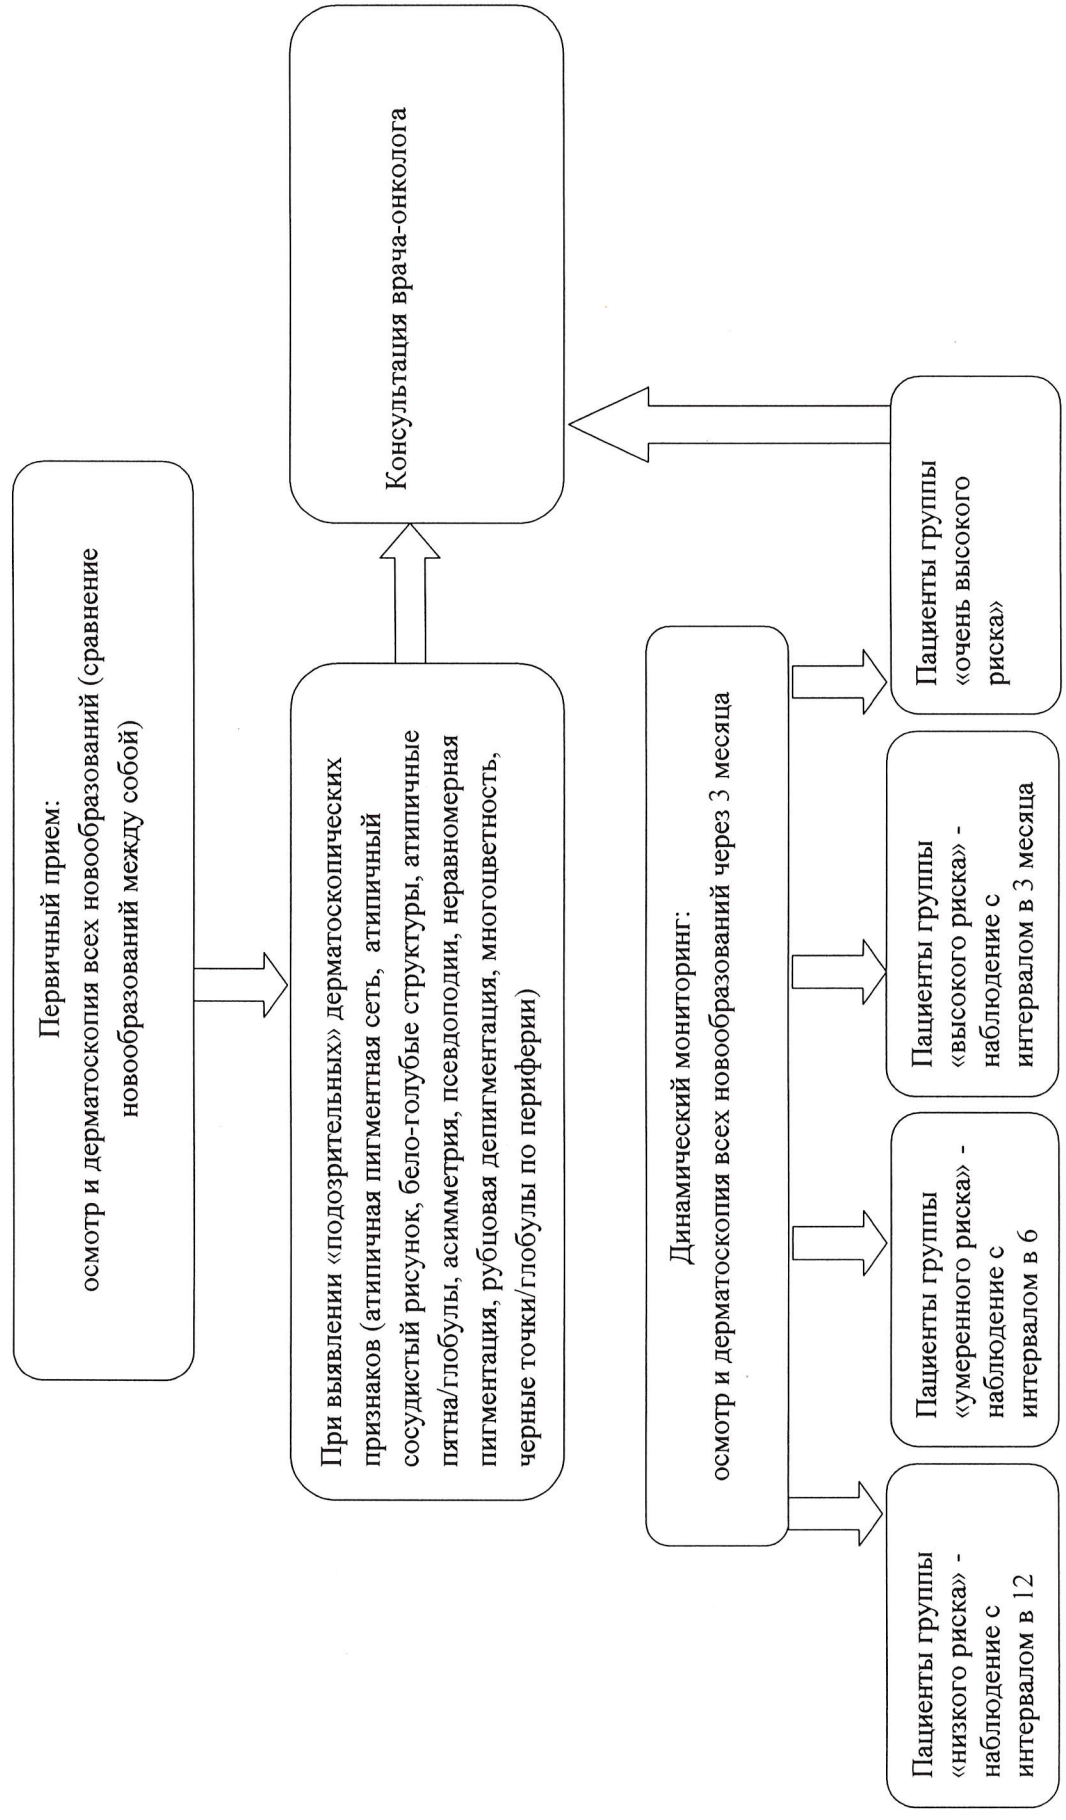 Первичный прием:
осмотр и дерматоскопия всех новообразований (сравнение
новообразований между собой)
При выявлении «подозрительных» дерматоскопических
признаков (атипичная пигментная сеть, атипичный
сосудистый рисунок, бело-голубые структуры, атипичные
пятна/глобулы, асимметрия, псевдоподии, неравномерная
пигментация, рубцовая депигментация, многоцветность,
черные точки/глобулы по периферии)
Консультация врача-онколога
Динамический мониторинг:
осмотр и дерматоскопия всех новообразований через 3 месяца
Пациенты группы
«низкого риска» -
наблюдение с
интервалом в 12
Пациенты группы
«умеренного риска» -
наблюдение с
интервалом в 6
Пациенты группы
«высокого риска» -
наблюдение с
интервалом в 3 месяца
Пациенты группы
«очень высокого
риска»